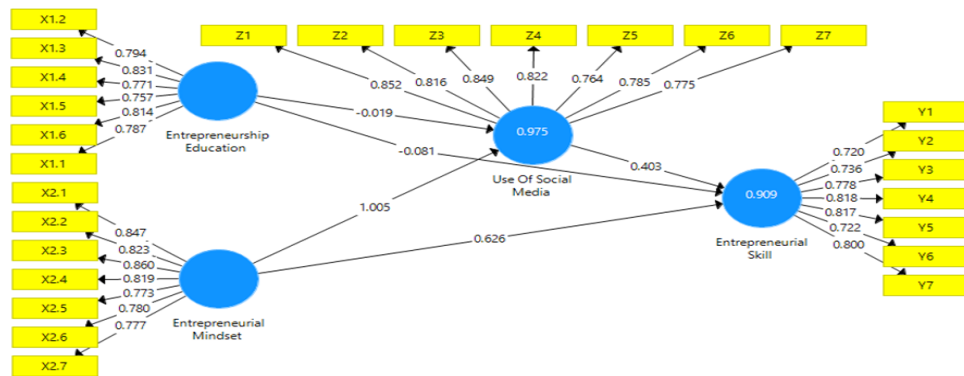 X1.2
X1.3
X1.4
X1.5
X1.6
X1.1
0.794
0.831
0.771
0.757
0.814
0.787
Entrepreneurship
Education
X2.1
X2.2
X2.3
X2.4
X2.5
X2.6
X2.7
0.847
0.823
0.860
0.819
0.773
0.780
0.777
Entrepreneurial
Mindset
Z1
Z2
Z3
Z4
Z5
Z6
Z7
0.852
0.816
0.849
0.822
0.764
0.785
0.775
0.975
Use Of Social
Media
-0.019
-0.081
1.005
0.403
0.626
0.909
Entrepreneurial
Skill
0.720
0.736
0.778
0.818
0.817
0.722
0.800
Y1
Y2
Y3
Y4
Y5
Y6
Y7